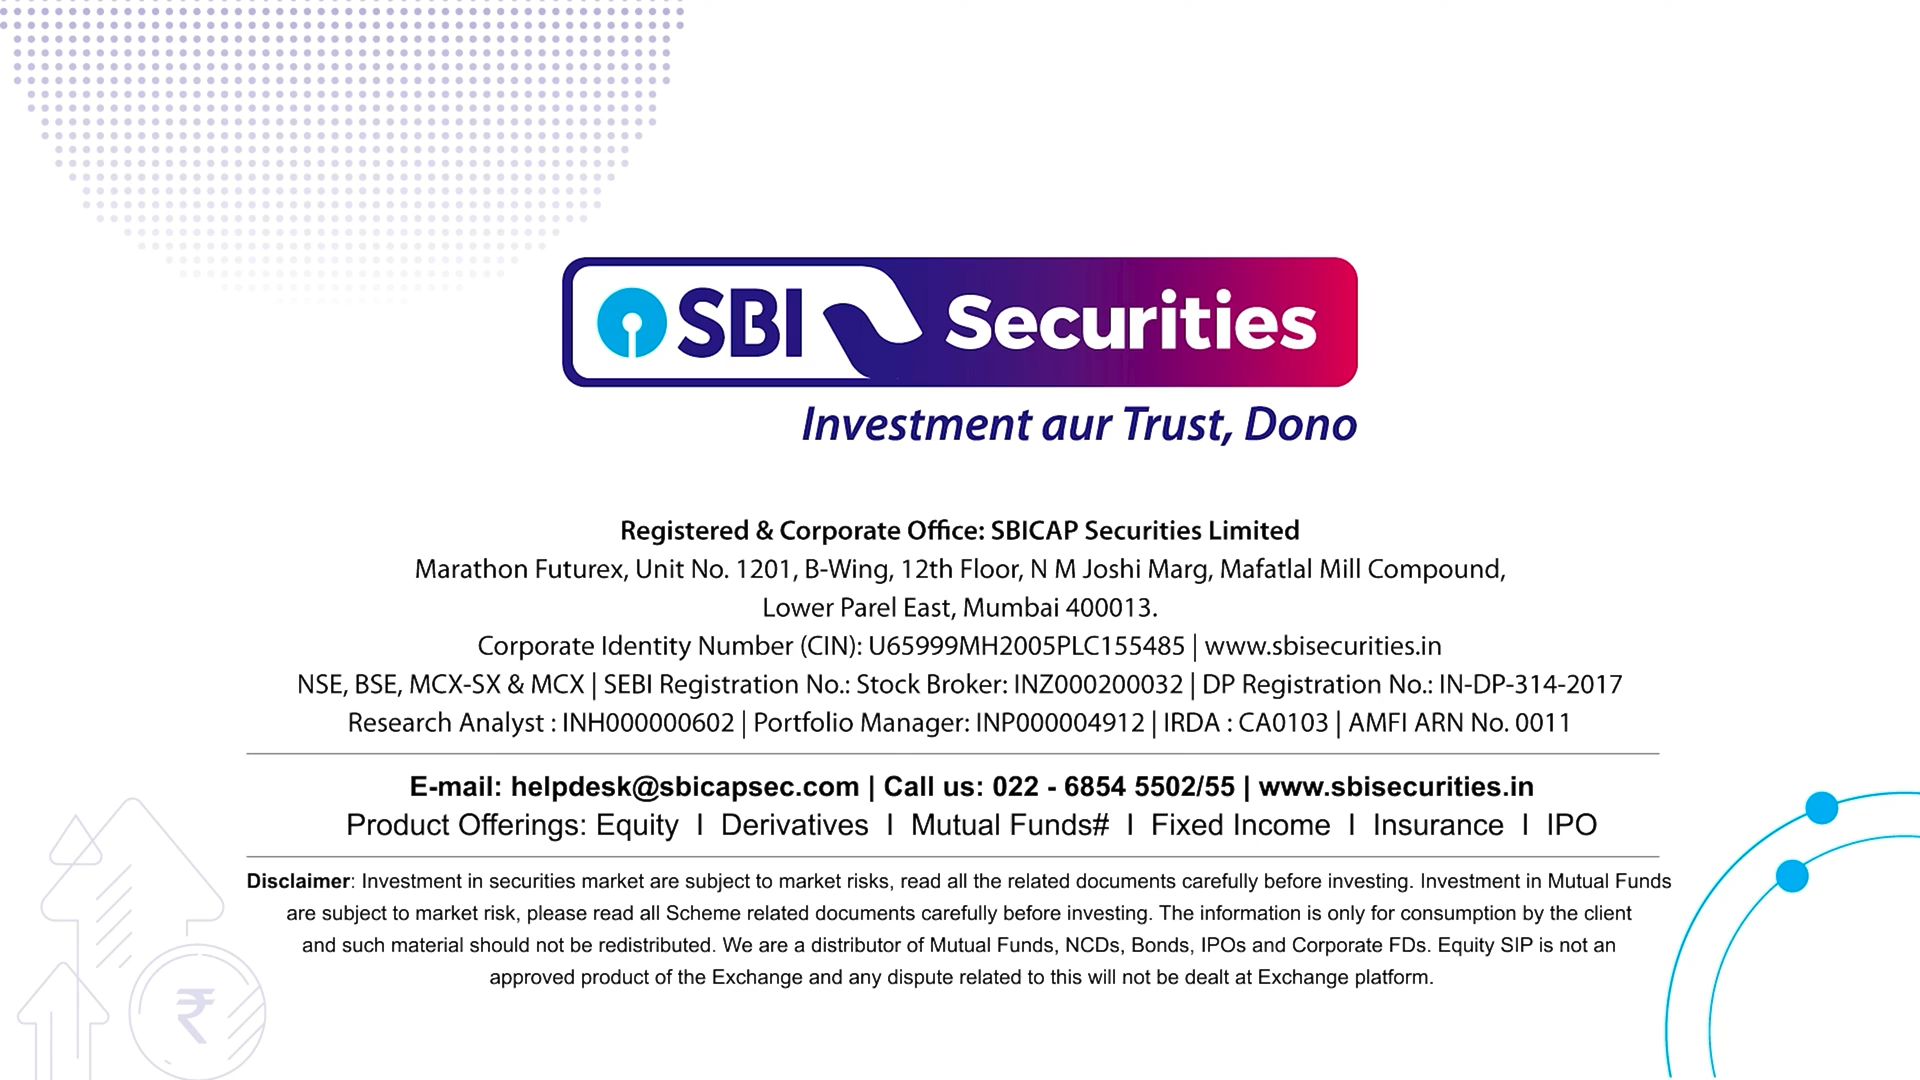 SBI Securities
Investment aur Trust, Dono
Registered & Corporate Office: SBICAP Securities Limited
Marathon Futurex, Unit No. 1201, B-Wing, 12th Floor, N M Joshi Marg, Mafatlal Mill Compound,
Lower Parel East, Mumbai 400013.
Corporate Identity Number (CIN): U65999MH2005PLC155485 | www.sbisecurities.in
NSE, BSE, MCX-SX & MCX | SEBI Registration No.: Stock Broker: INZ000200032 | DP Registration No.: IN-DP-314-2017
Research Analyst : INH000000602 | Portfolio Manager: INP000004912 | IRDA : CA0103 | AMFI ARN No. 0011
E-mail: helpdesk@sbicapsec.com | Call us: 022 - 6854 5502/55 | www.sbisecurities.in
Product Offerings: Equity I Derivatives I Mutual Funds# I Fixed Income I Insurance I IPO
Disclaimer: Investment in securities market are subject to market risks, read all the related documents carefully before investing. Investment in Mutual Funds
are subject to market risk, please read all Scheme related documents carefully before investing. The information is only for consumption by the client
and such material should not be redistributed. We are a distributor of Mutual Funds, NCDs, Bonds, IPOs and Corporate FDs. Equity SIP is not an
approved product of the Exchange and any dispute related to this will not be dealt at Exchange platform.
₹